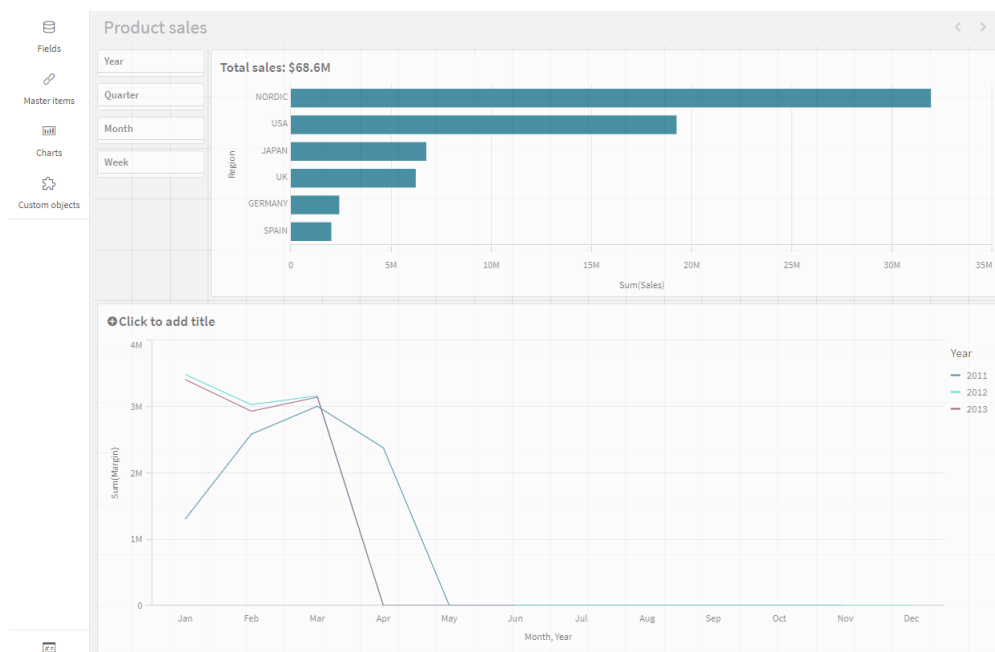 Fields
Master items
Charts
Custom objects
Product sales
Year
Quarter
Month
Week
Total sales: $68.6M
Region
NORDIC
USA
JAPAN
UK
GERMANY
SPAIN
0 5M 10M 15M 20M 25M 30M 35M
Sum(Sales)
Click to add title
Sum(Margin)
4M
3M
2M
1M
0
Jan Feb Mar Apr May Jun Jul Aug Sep Oct Nov Dec
Month, Year
Year
2011
2012
2013